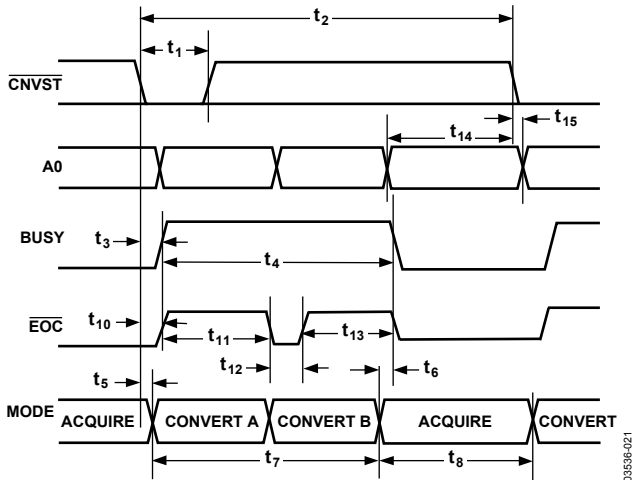 t2
t1
CNVST
t14
t15
A0
BUSY
t3
t4
t10
EOC
t11
t13
t12
t5
t6
MODE
ACQUIRE CONVERT A CONVERT B ACQUIRE CONVERT
t7
t8
03536-021